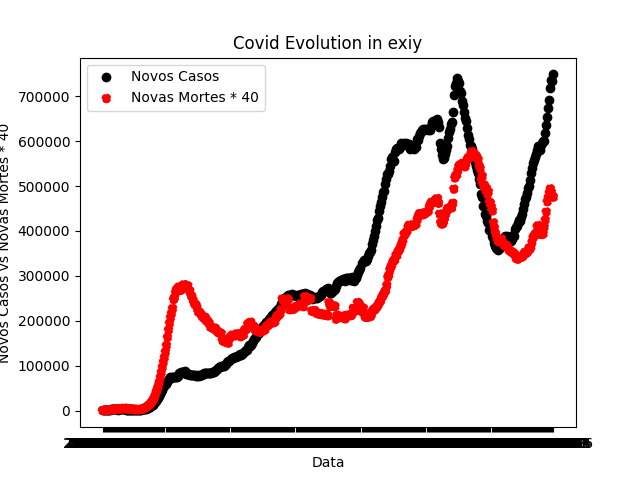 Covid Evolution in exiy
Novos Casos
Novas Mortes * 40
Novos Casos vs Novas Mortes * 40
700000
600000
500000
400000
300000
200000
100000
0
Data